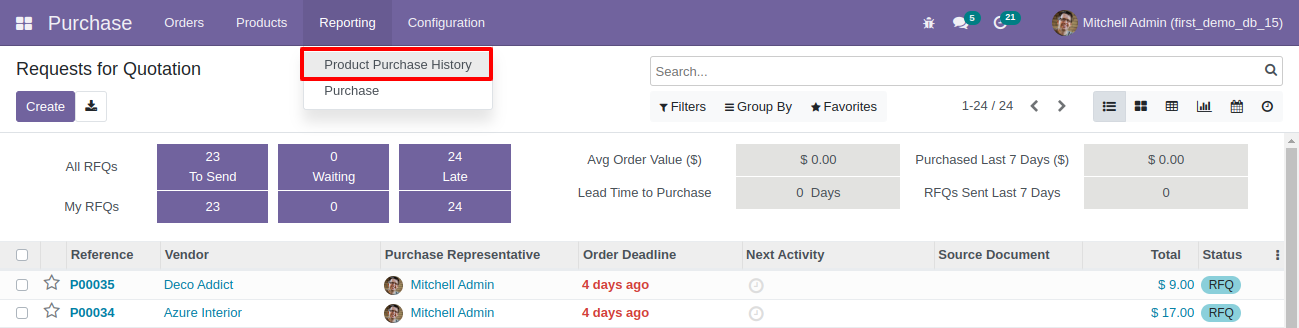 Purchase Orders Products Reporting Configuration 5 21 Mitchell Admin (first_demo_db_15)
Requests for Quotation Product Purchase History Search...
Purchase
Create Filters Group By Favorites 1-24 / 24
All RFQs 23 0 24 Avg Order Value ($) $ 0.00 Purchased Last 7 Days ($) $ 0.00
To Send Waiting Late
My RFQs 23 0 24 Lead Time to Purchase 0 Days RFQs Sent Last 7 Days 0
Reference Vendor Purchase Representative Order Deadline Next Activity Source Document Total Status
P00035 Deco Addict Mitchell Admin 4 days ago $ 9.00 RFQ
P00034 Azure Interior Mitchell Admin 4 days ago $ 17.00 RFQ